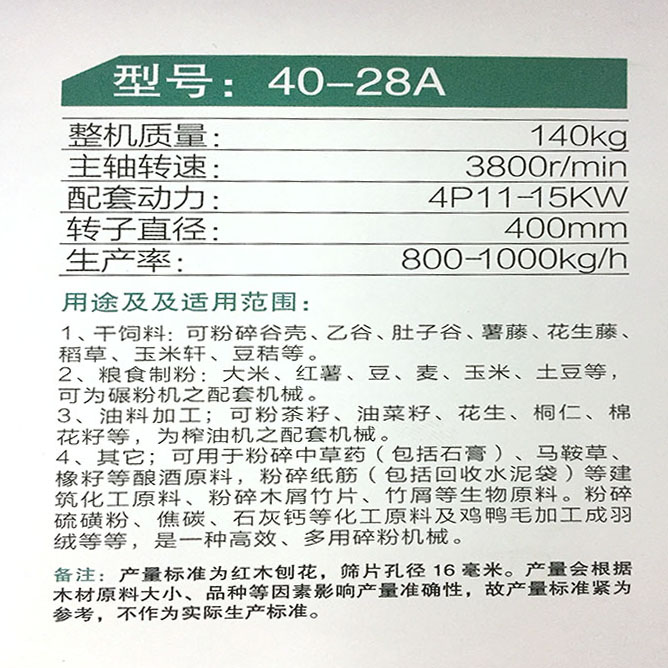 型号：40-28A
整机质量： 140kg
主轴转速： 3800r/min
配套动力： 4P11-15KW
转子直径： 400mm
生产率： 800-1000kg/h
用途及及适用范围：
1、干饲料：可粉碎谷壳、乙谷、肚子谷、薯藤、花生藤、
稻草、玉米轩、豆秸等。
2、粮食制粉：大米、红薯、豆、麦、玉米、土豆等，
可为碾粉机之配套机械。
3、油料加工；可粉茶籽、油菜籽、花生、桐仁、棉
花籽等，为榨油机之配套机械。
4、其它；可用于粉碎中草药（包括石膏）、马鞍草、
橡籽等酿酒原料，粉碎纸筋（包括回收水泥袋）等建
筑化工原料、粉碎木屑竹片、竹屑等生物原料。粉碎
硫磺粉、僬碳、石灰钙等化工原料及鸡鸭毛加工成羽
绒等等，是一种高效、多用碎粉机械。
备注：产量标准为红木刨花，筛片孔径16毫米。产量会根据
木材原料大小、品种等因素影响产量准确性，故产量标准紧为
参考，不作为实际生产标准。